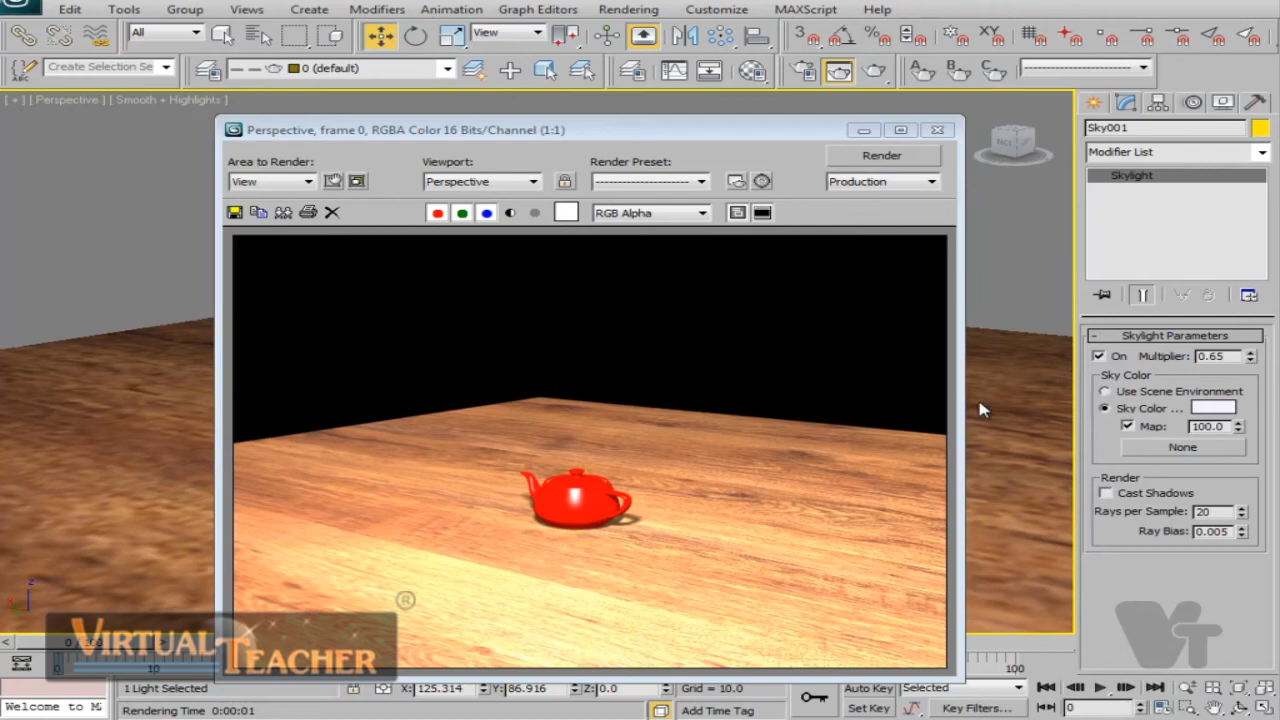 Edit Tools Group Views Create Modifiers Animation Graph Editors Rendering Customize MAXScript Help
All View
Create Selection Se 0 (default)
[ + ] [ Perspective ] [ Smooth + Highlights ]
Perspective, frame 0, RGBA Color 16 Bits/Channel (1:1)
Area to Render: Viewport: Render Preset: Render
View Perspective Production
RGB Alpha
Sky001
Modifier List
Skylight
Skylight Parameters
On Multiplier: 0.65
Sky Color
Use Scene Environment
Sky Color ...
Map: 100.0
None
Render
Cast Shadows
Rays per Sample: 20
Ray Bias: 0.005
VIRTUAL TEACHER ®
VT
0 10 100
1 Light Selected X: 125.314 Y: 86.916 Z: 0.0 Grid = 10.0 Auto Key Selected
Welcome to Rendering Time 0:00:01 Add Time Tag Set Key Key Filters... 0